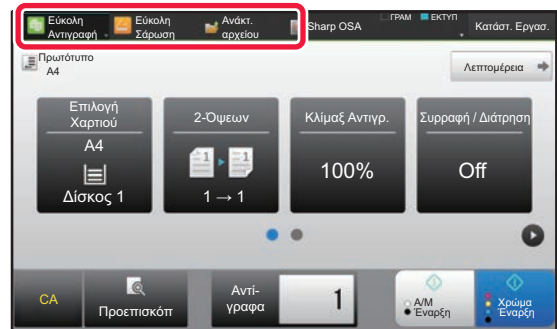 Εύκολη Αντιγραφή
Εύκολη Σάρωση
Ανάκτ. αρχείου
Sharp OSA
ΓΡΑΜ
ΕΚΤΥΠ
Κατάστ. Εργασ.
Πρωτότυπο
A4
Λεπτομέρεια
Επιλογή
Χαρτιού
A4
Δίσκος 1
2-Όψεων
1 → 1
Κλίμαξ Αντιγρ.
100%
Συρραφή / Διάτρηση
Off
CA
Προεπισκόπ
Αντί-
γραφα
1
Α/Μ
Έναρξη
Χρώμα
Έναρξη